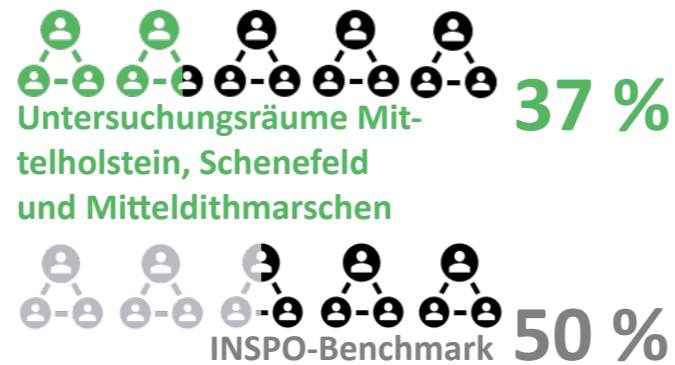 37 %
Untersuchungsräume Mit-
telholstein, Schenefeld
und Mitteldithmarschen
INSPO-Benchmark 50 %